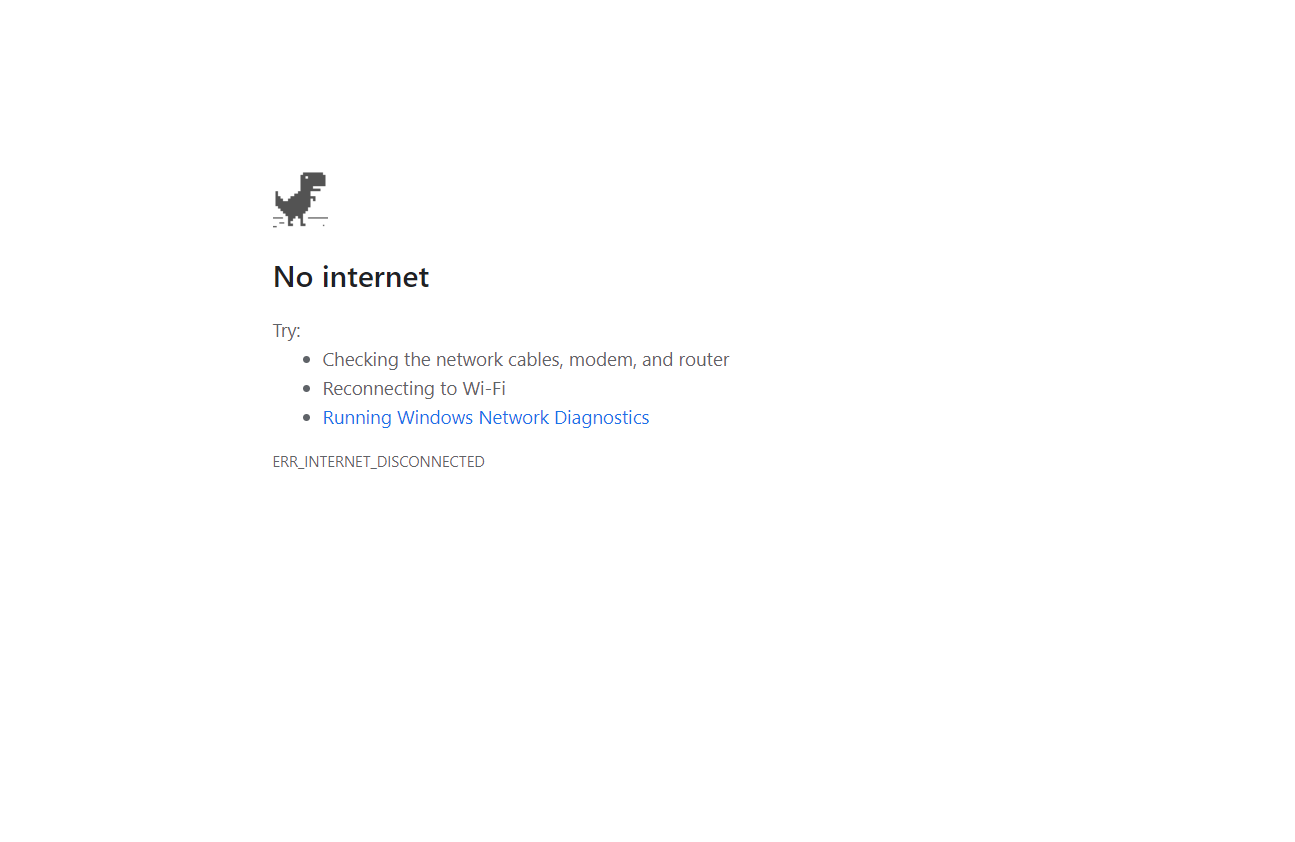 No internet
Try:
Checking the network cables, modem, and router
Reconnecting to Wi-Fi
Running Windows Network Diagnostics
ERR_INTERNET_DISCONNECTED